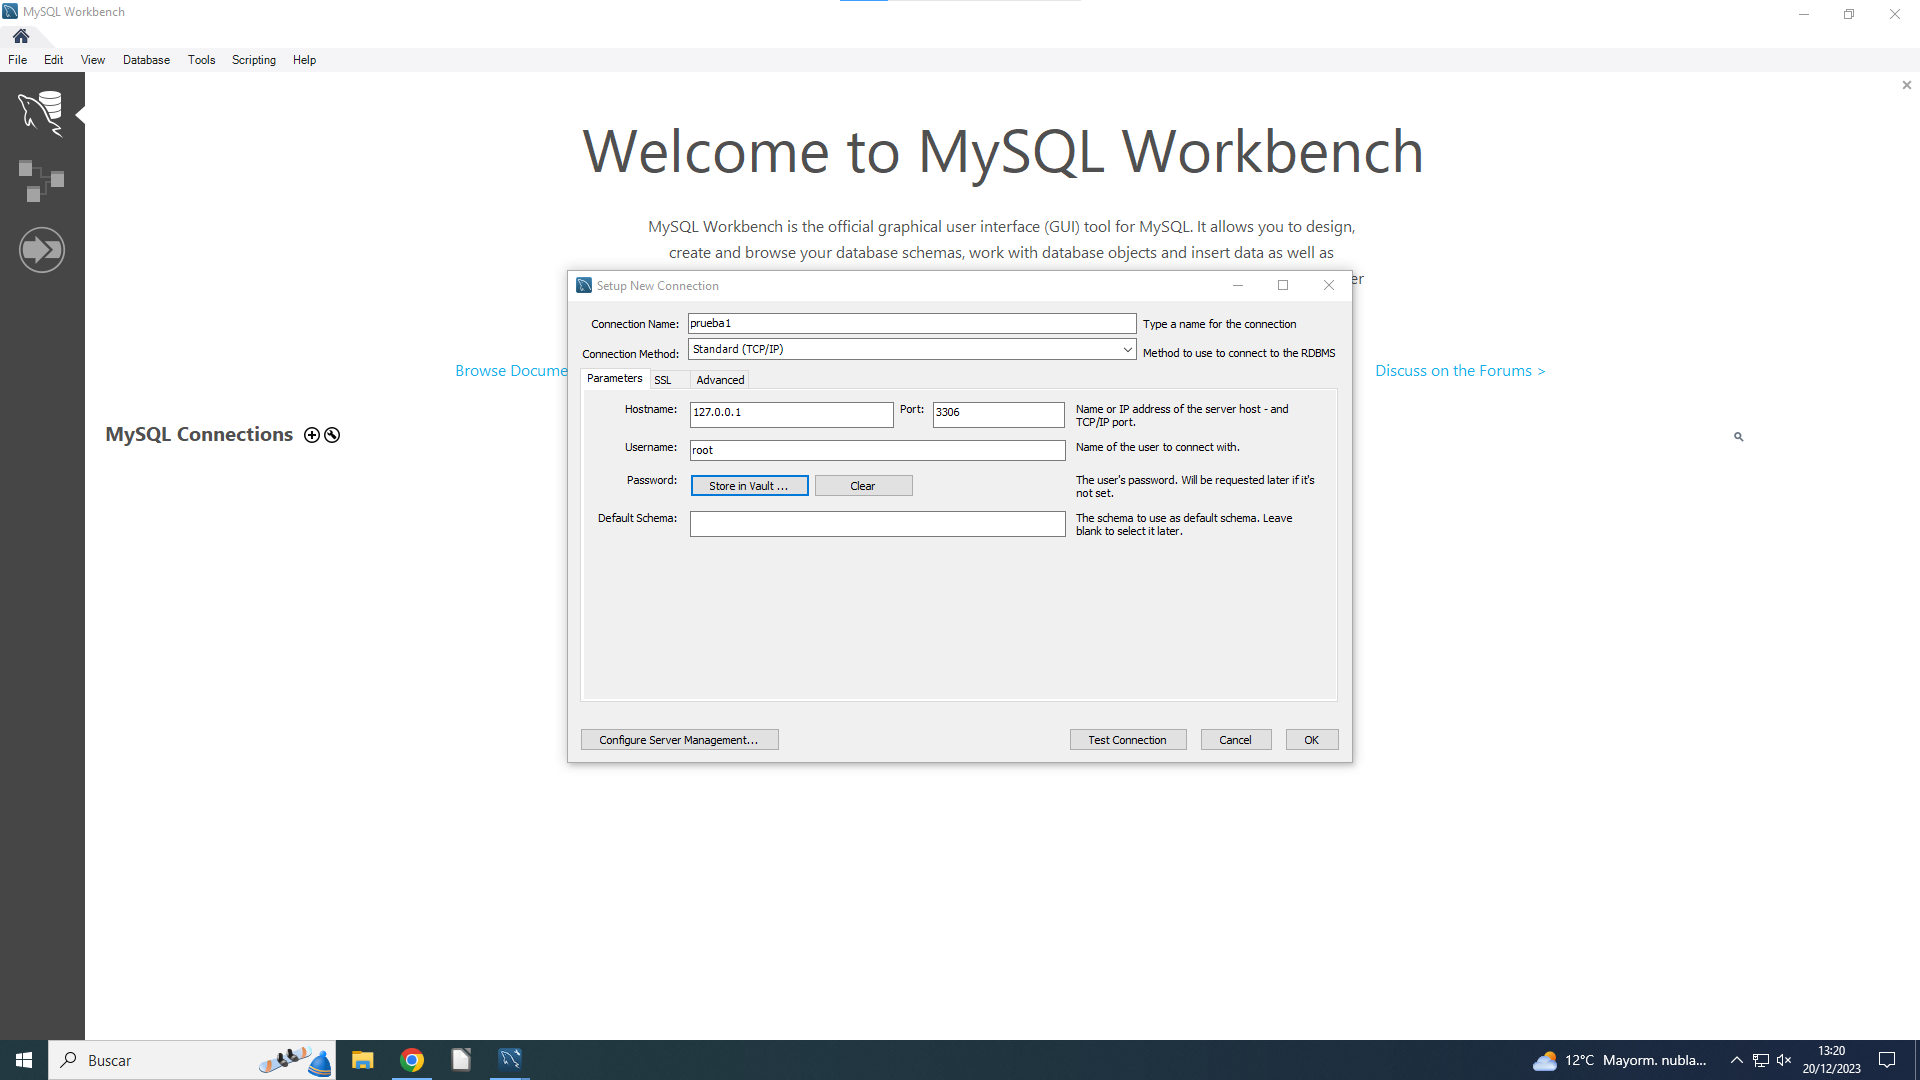 MySQL Workbench
File Edit View Database Tools Scripting Help
Welcome to MySQL Workbench
MySQL Workbench is the official graphical user interface (GUI) tool for MySQL. It allows you to design,
create and browse your database schemas, work with database objects and insert data as well as
er
Browse Docume
Discuss on the Forums >
MySQL Connections
Setup New Connection
Connection Name: prueba1 Type a name for the connection
Connection Method: Standard (TCP/IP) Method to use to connect to the RDBMS
Parameters SSL Advanced
Hostname: 127.0.0.1 Port: 3306 Name or IP address of the server host - and
TCP/IP port.
Username: root Name of the user to connect with.
Password: Store in Vault ... Clear The user's password. Will be requested later if it's
not set.
Default Schema: The schema to use as default schema. Leave
blank to select it later.
Configure Server Management... Test Connection Cancel OK
Buscar
12°C Mayorm. nubla...
13:20
20/12/2023